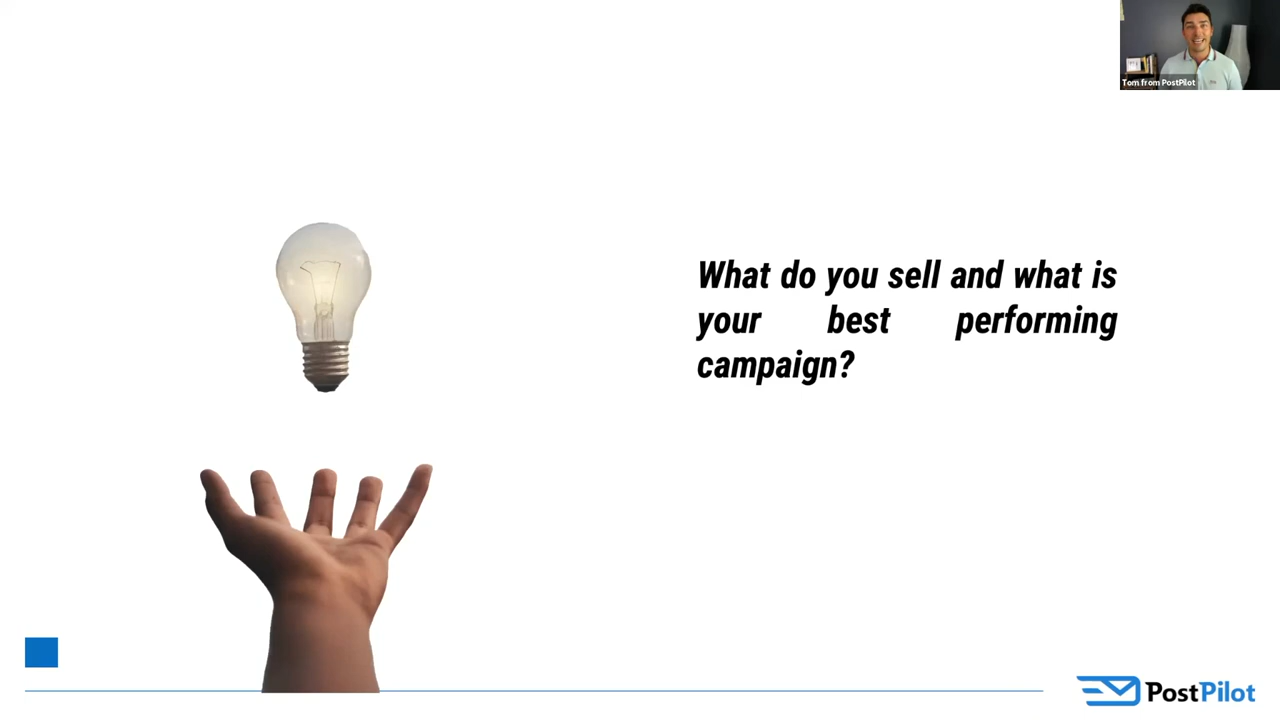 Tom from PostPilot
What do you sell and what is
your best performing
campaign?
PostPilot